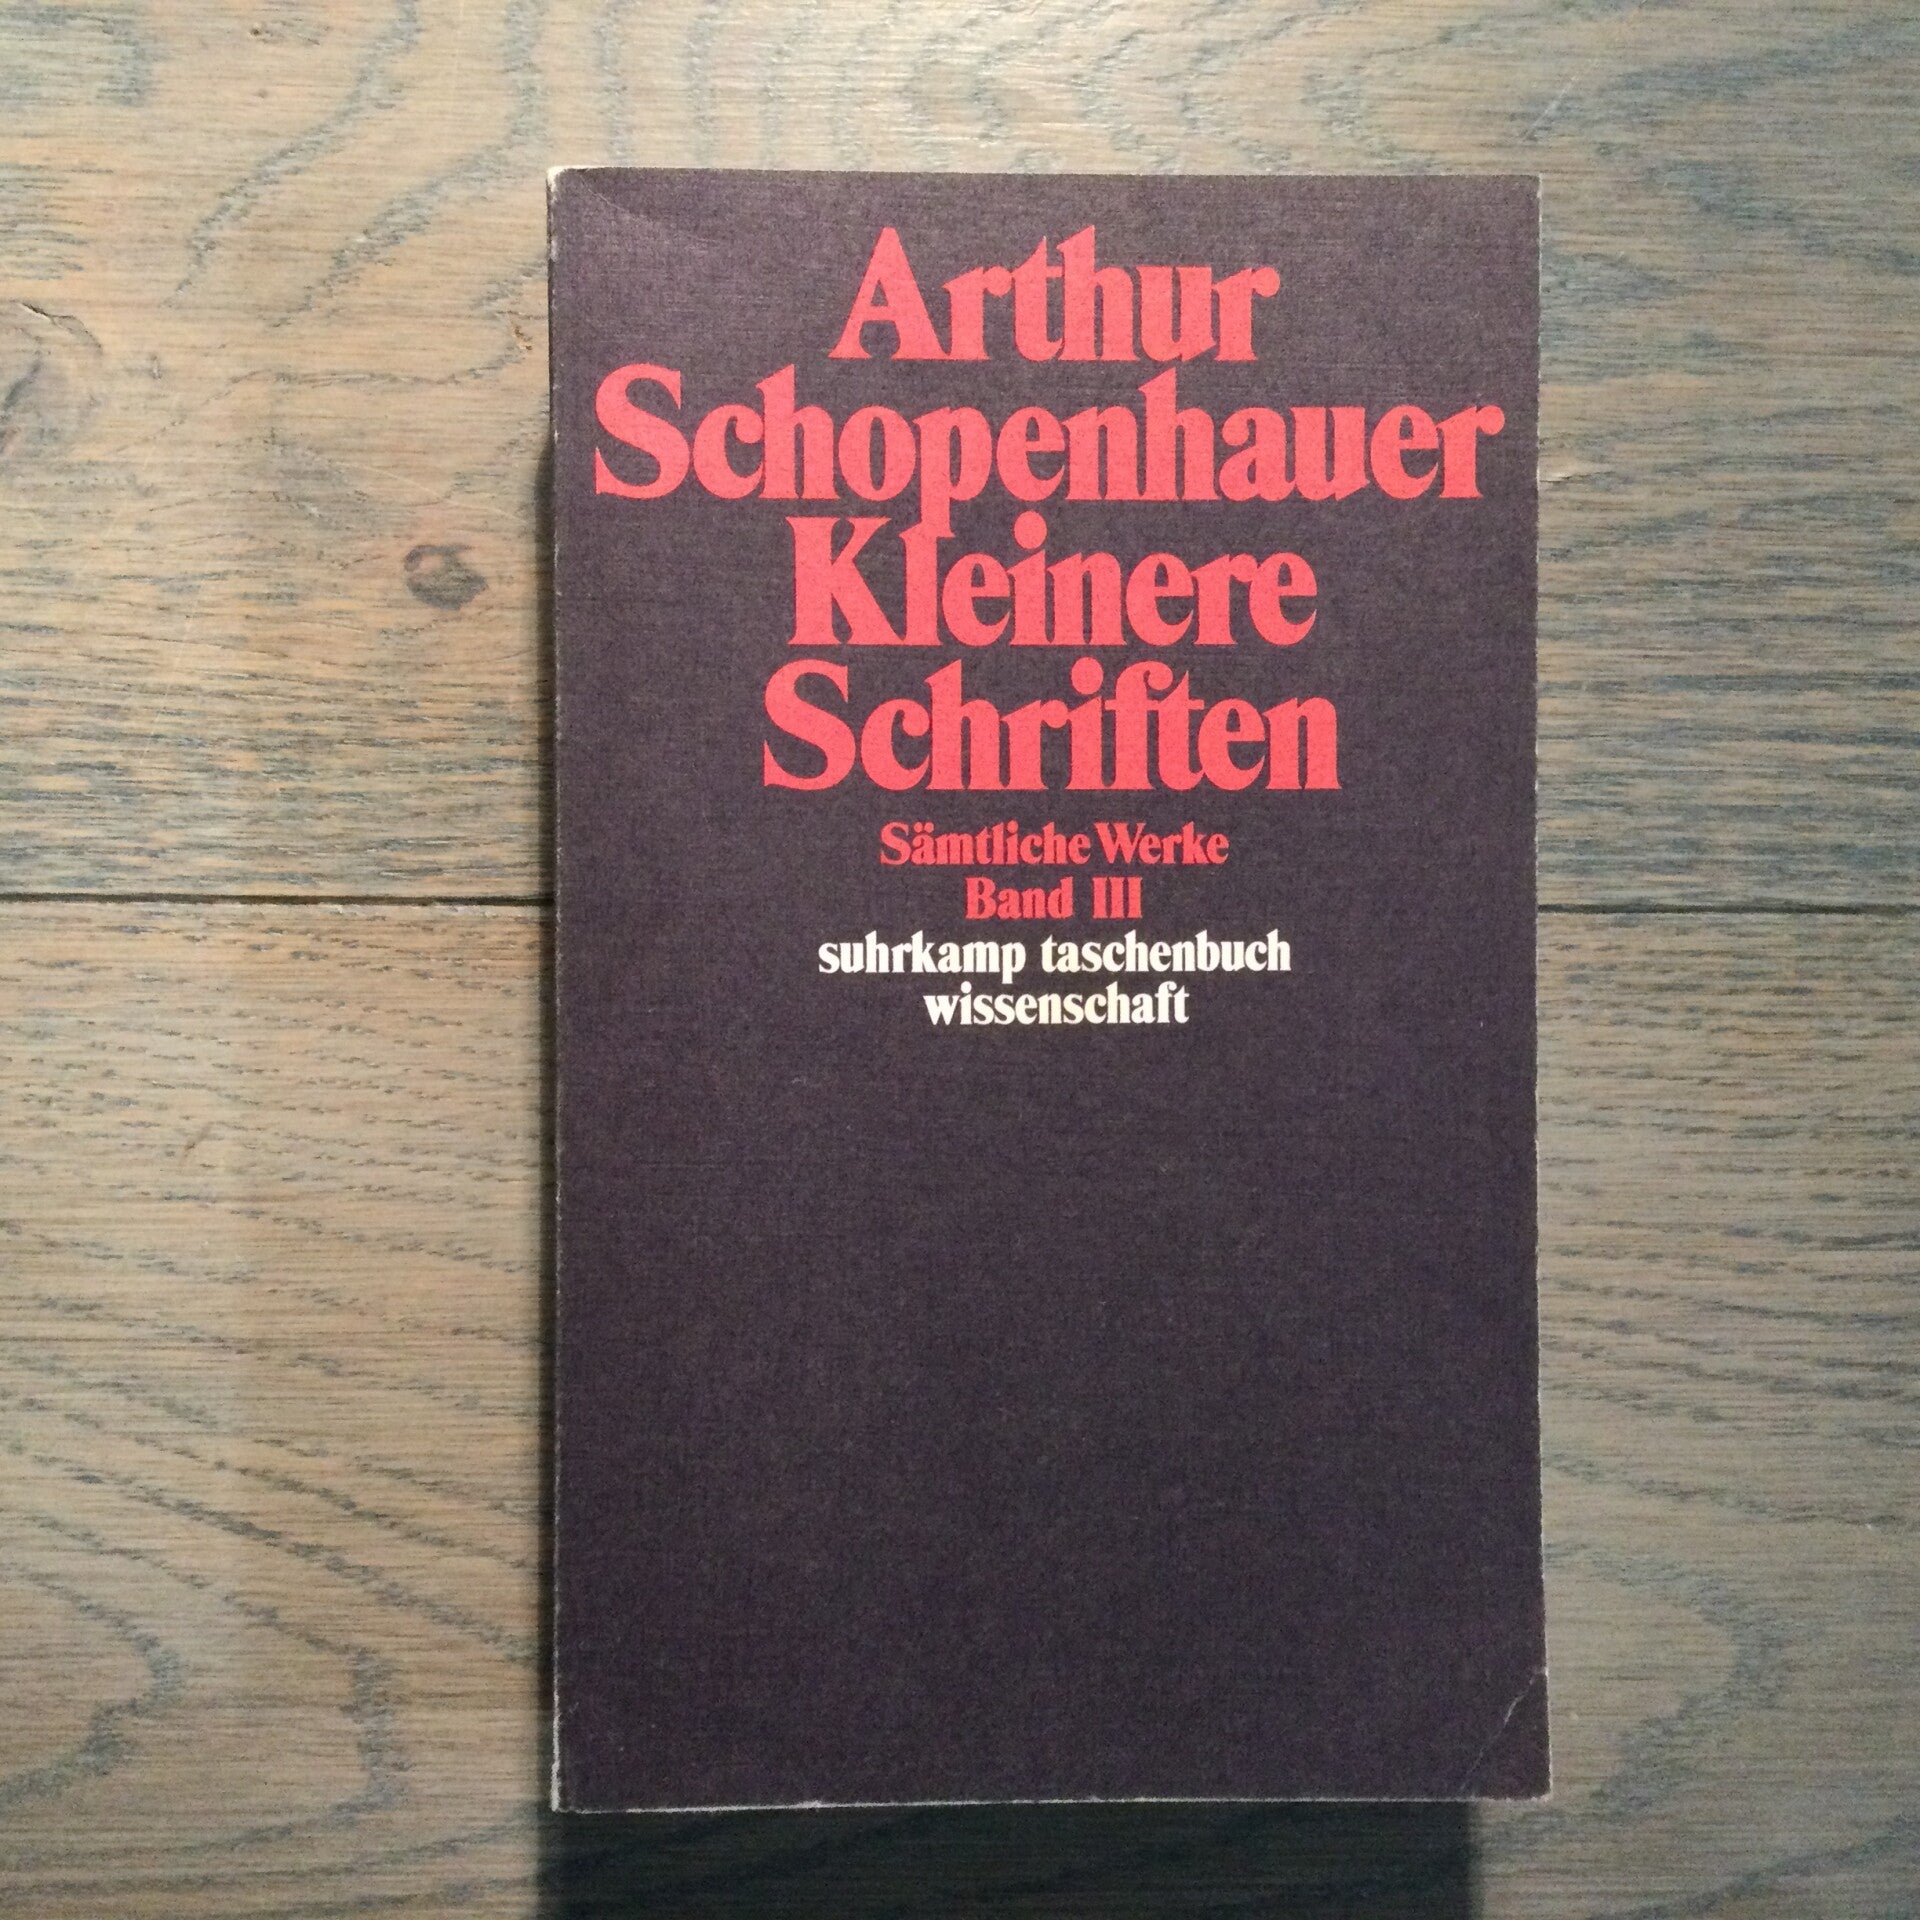 Arthur
Schopenhauer
Kleinere
Schriften
Sämtliche Werke
Band III
suhrkamp taschenbuch
wissenschaft